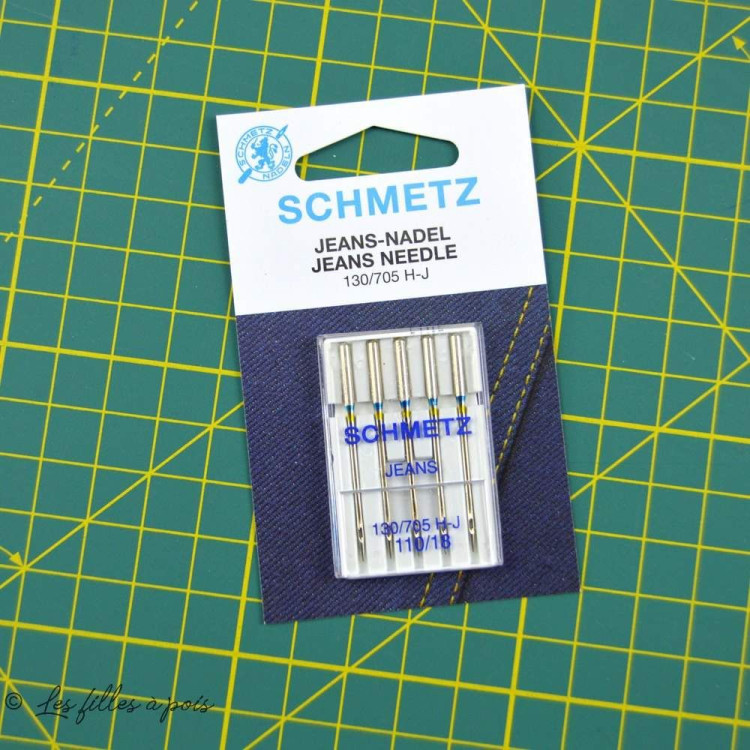 SCHMETZ
NADELN
SCHMETZ
JEANS-NADEL
JEANS NEEDLE
130/705 H-J
SCHMETZ
JEANS
130/705 H-J
110/18
© Les filles à pois